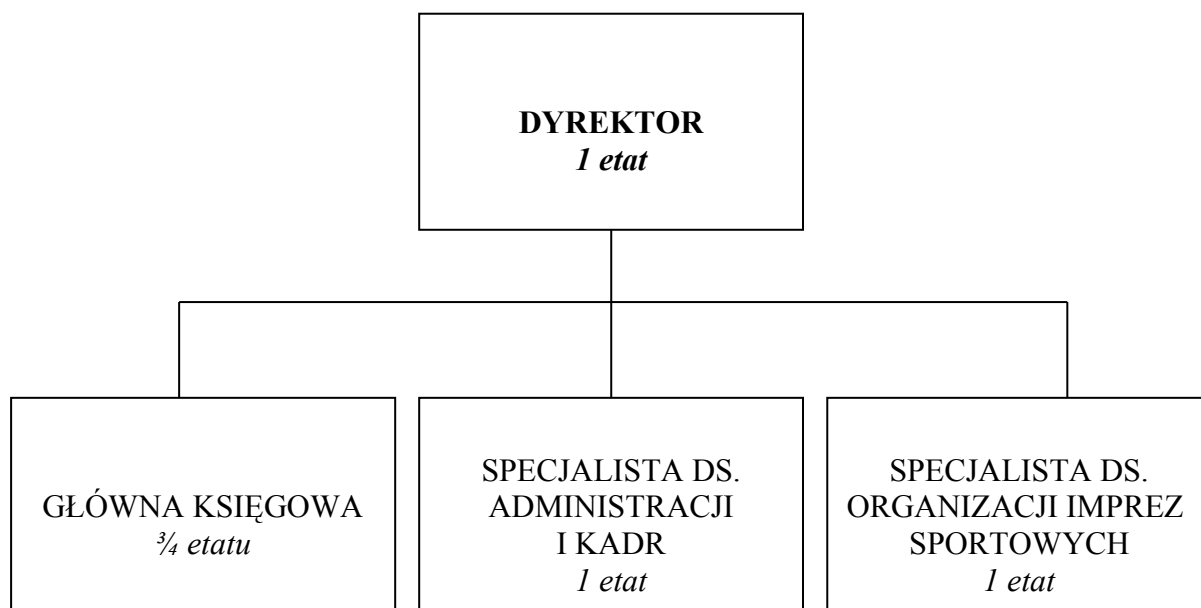 DYREKTOR
1 etat
GŁÓWNA KSIĘGOWA
¾ etatu
SPECJALISTA DS.
ADMINISTRACJI
I KADR
1 etat
SPECJALISTA DS.
ORGANIZACJI IMPREZ
SPORTOWYCH
1 etat